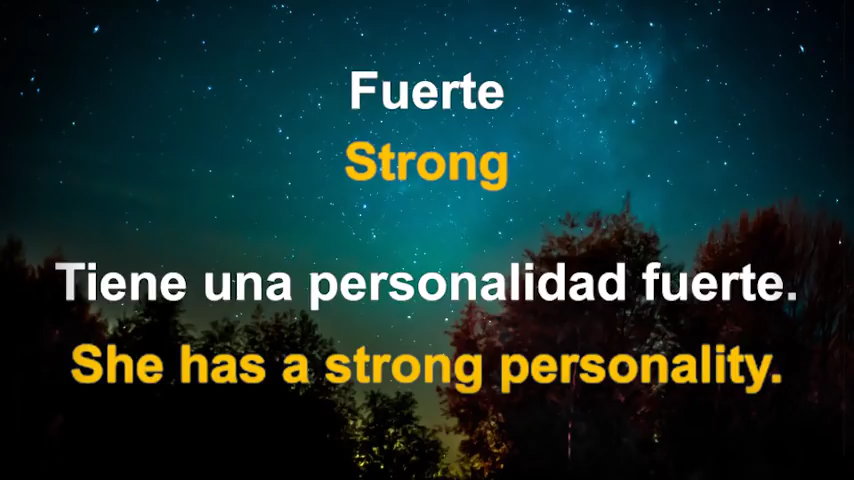 Fuerte
Strong
Tiene una personalidad fuerte.
She has a strong personality.